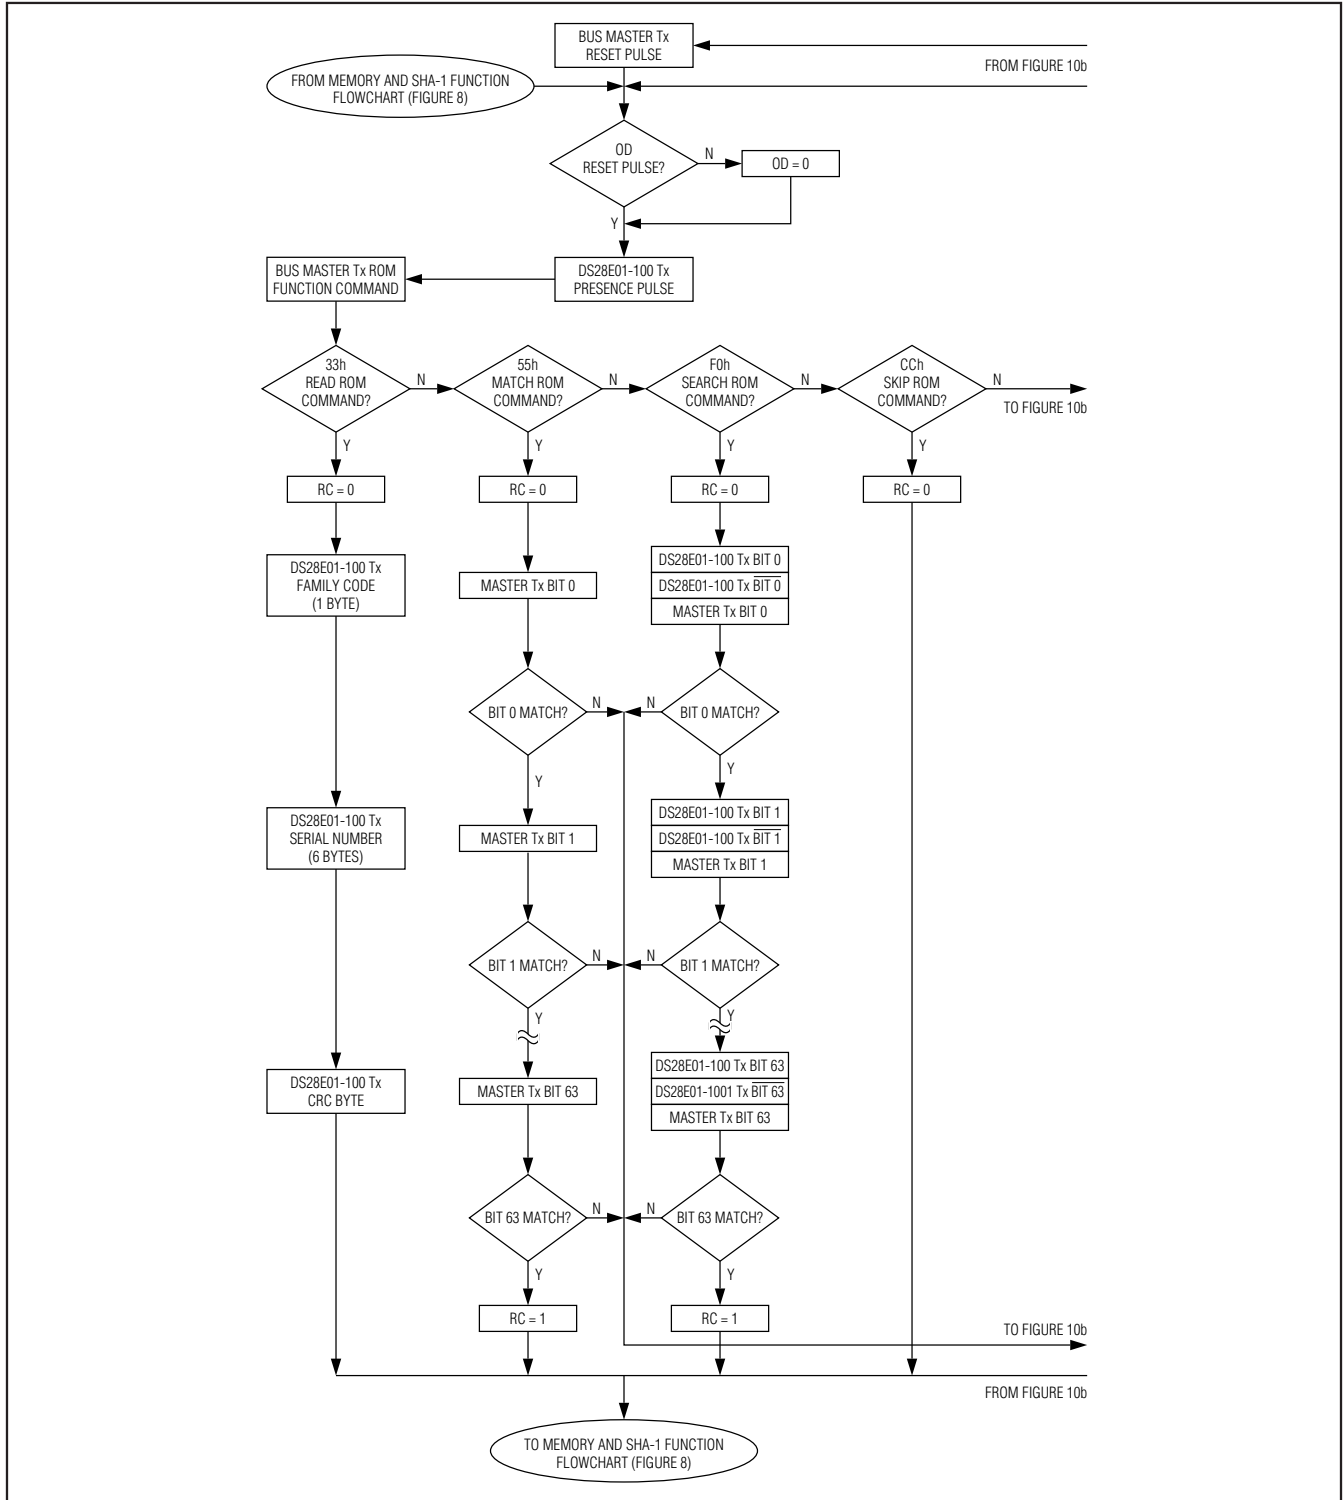 BUS MASTER Tx
RESET PULSE
FROM FIGURE 10b
FROM MEMORY AND SHA-1 FUNCTION
FLOWCHART (FIGURE 8)
OD
RESET PULSE?
N
OD = 0
Y
BUS MASTER Tx ROM
FUNCTION COMMAND
DS28E01-100 Tx
PRESENCE PULSE
33h
READ ROM
COMMAND?
N
55h
MATCH ROM
COMMAND?
N
F0h
SEARCH ROM
COMMAND?
N
CCh
SKIP ROM
COMMAND?
N
TO FIGURE 10b
Y
Y
Y
Y
RC = 0
RC = 0
RC = 0
RC = 0
DS28E01-100 Tx
FAMILY CODE
(1 BYTE)
MASTER Tx BIT 0
DS28E01-100 Tx BIT 0
DS28E01-100 Tx B̅I̅T̅ ̅0̅
MASTER Tx BIT 0
BIT 0 MATCH?
N
N
BIT 0 MATCH?
Y
Y
DS28E01-100 Tx
SERIAL NUMBER
(6 BYTES)
MASTER Tx BIT 1
DS28E01-100 Tx BIT 1
DS28E01-100 Tx B̅I̅T̅ ̅1̅
MASTER Tx BIT 1
BIT 1 MATCH?
N
N
BIT 1 MATCH?
Y
Y
DS28E01-100 Tx
CRC BYTE
MASTER Tx BIT 63
DS28E01-100 Tx BIT 63
DS28E01-1001 Tx B̅I̅T̅ ̅6̅3̅
MASTER Tx BIT 63
BIT 63 MATCH?
N
N
BIT 63 MATCH?
Y
Y
RC = 1
RC = 1
TO FIGURE 10b
FROM FIGURE 10b
TO MEMORY AND SHA-1 FUNCTION
FLOWCHART (FIGURE 8)